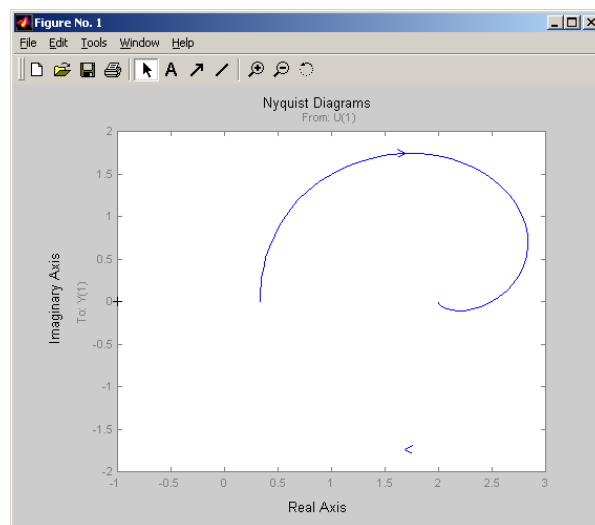 Figure No. 1
File Edit Tools Window Help
A
Nyquist Diagrams
From: U(1)
Imaginary Axis
To: Y(1)
2
1.5
1
0.5
0
-0.5
-1
-1.5
-2
-1 -0.5 0 0.5 1 1.5 2 2.5 3
Real Axis